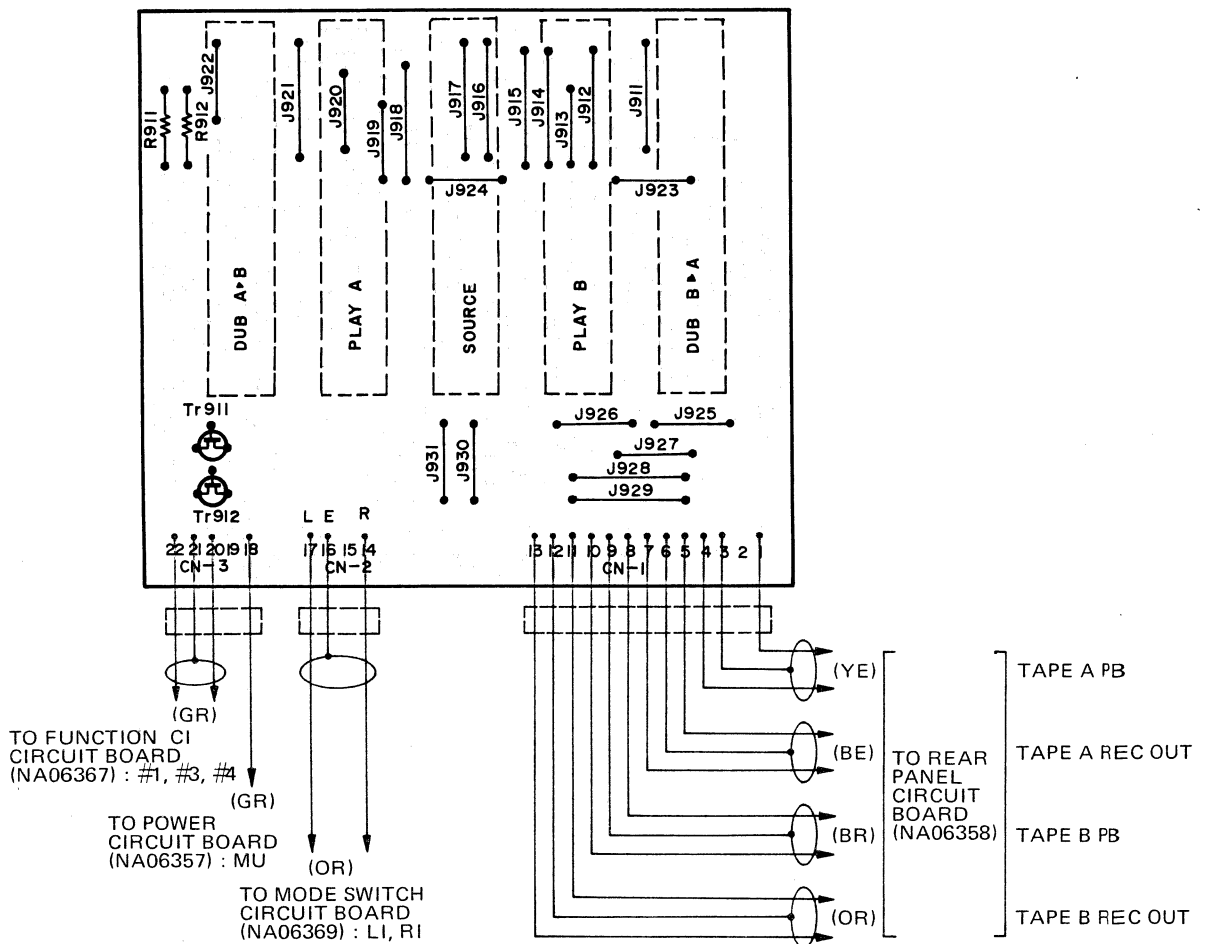 R911
R912
J922
J921
J920
J919
J918
J917
J916
J915
J914
J913
J912
J911
J924
J923
DUB A▸B
PLAY A
SOURCE
PLAY B
DUB B▸A
Tr911
Tr912
J931
J930
J926
J925
J927
J928
J929
L E R
22 21 20 19 18
CN-3
17 16 15 14
CN-2
13 12 11 10 9 8 7 6 5 4 3 2 1
CN-1
(GR)
TO FUNCTION CI
CIRCUIT BOARD
(NA06367) : #1, #3, #4
(GR)
TO POWER
CIRCUIT BOARD
(NA06357) : MU
(OR)
TO MODE SWITCH
CIRCUIT BOARD
(NA06369) : LI, RI
(YE)
TAPE A PB
(BE)
TAPE A REC OUT
TO REAR
PANEL
CIRCUIT
BOARD
(NA06358)
(BR)
TAPE B PB
(OR)
TAPE B REC OUT